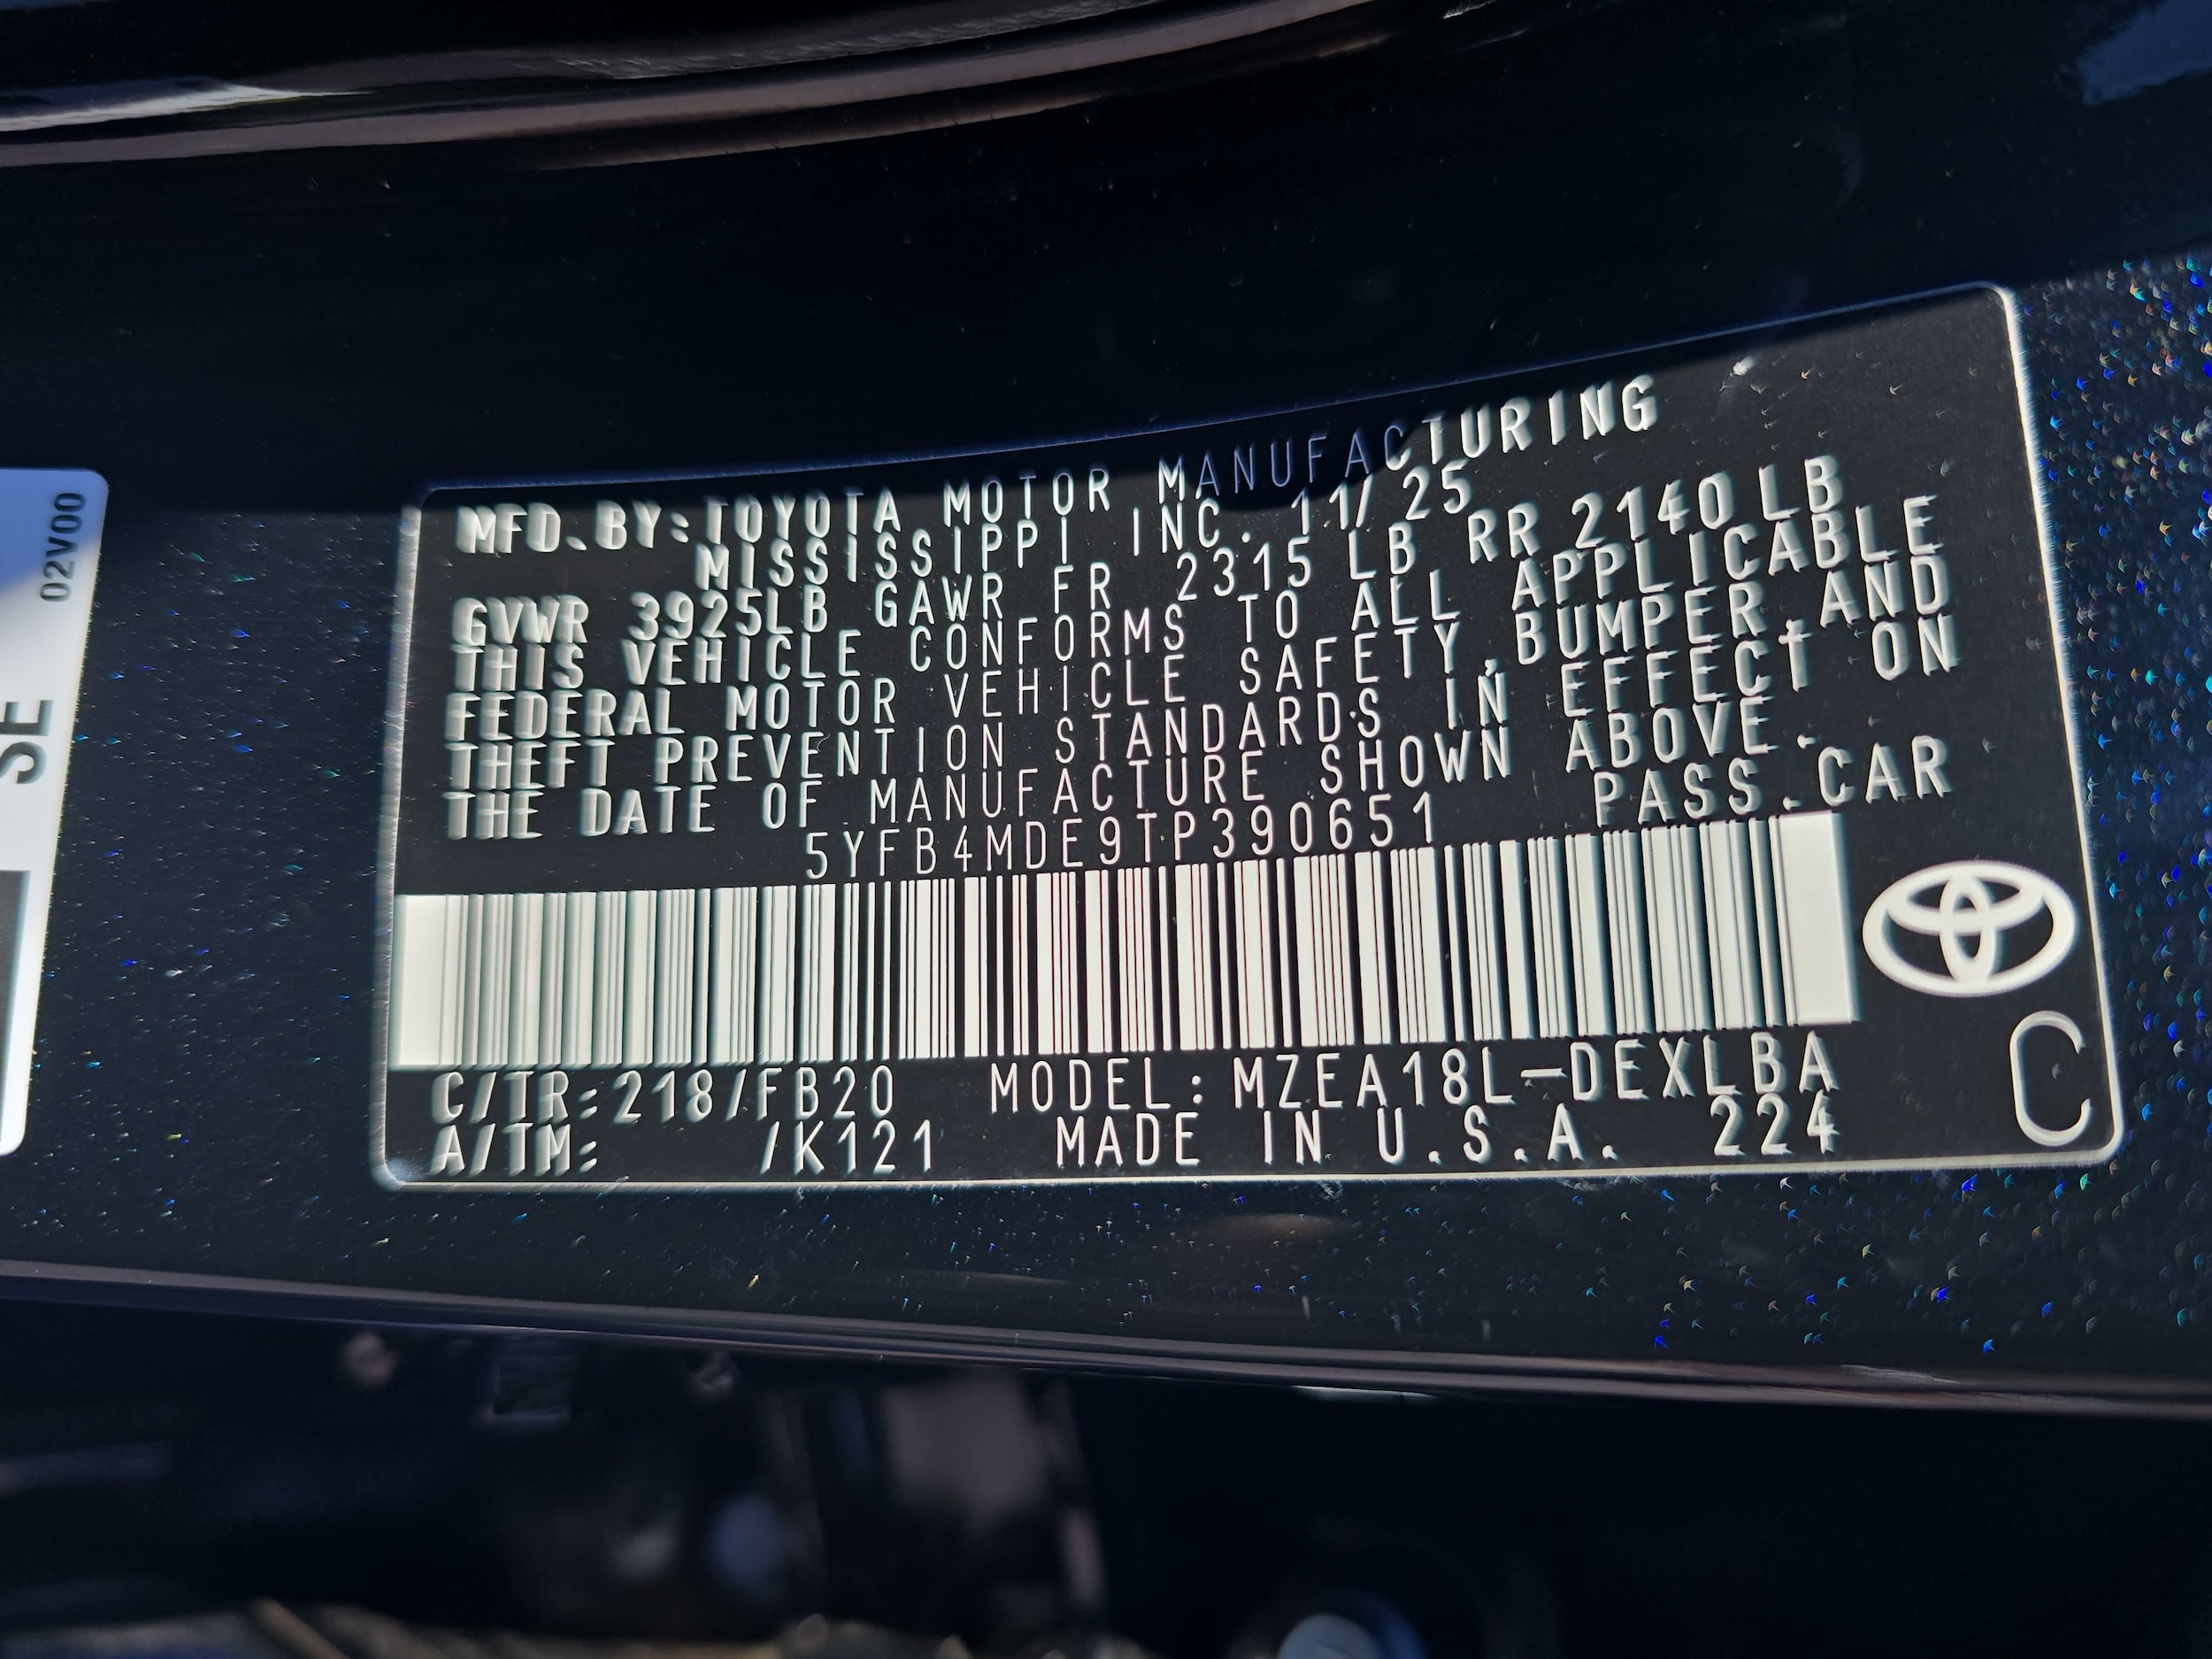 02V00
SE
MFD.BY:TOYOTA MOTOR MANUFACTURING
MISSISSIPPI INC. 11/25
GVWR 3925LB GAWR FR 2315 LB RR 2140LB
THIS VEHICLE CONFORMS TO ALL APPLICABLE
FEDERAL MOTOR VEHICLE SAFETY,BUMPER,AND
THEFT PREVENTION STANDARDS IN EFFECT ON
THE DATE OF MANUFACTURE SHOWN ABOVE.
5YFB4MDE9TP390651 PASS.CAR
C/TR:218/FB20 MODEL:MZEA18L-DEXLBA
A/TM: /K121 MADE IN U.S.A. 224
C